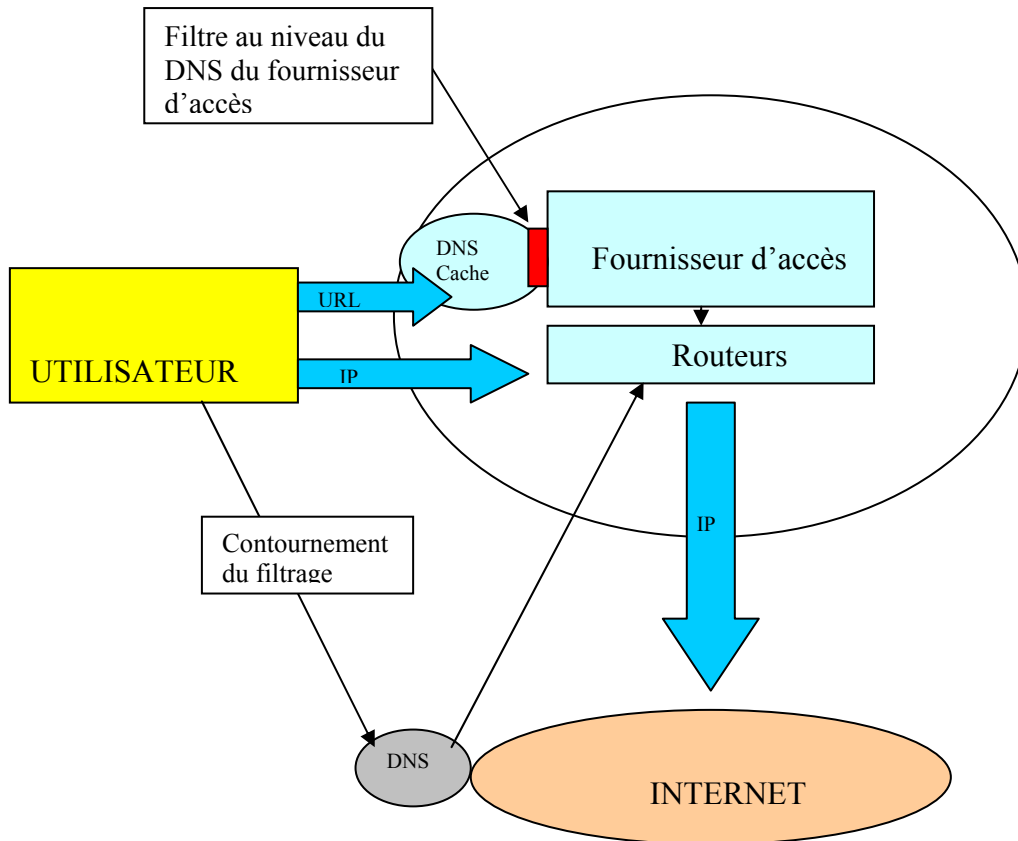 Filtre au niveau du
DNS du fournisseur
d’accès
DNS
Cache
Fournisseur d’accès
URL
UTILISATEUR
IP
Routeurs
IP
Contournement
du filtrage
DNS
INTERNET